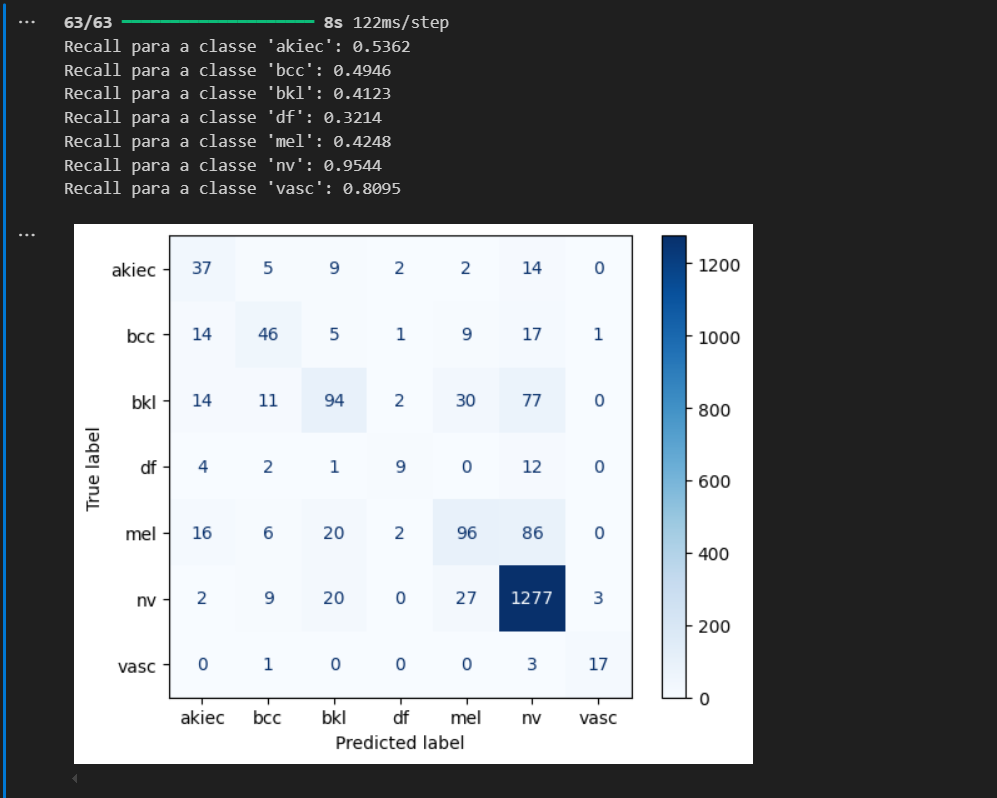 63/63 ━━━━━━━━━━━━━━━━━━━━ 8s 122ms/step
Recall para a classe 'akiec': 0.5362
Recall para a classe 'bcc': 0.4946
Recall para a classe 'bkl': 0.4123
Recall para a classe 'df': 0.3214
Recall para a classe 'mel': 0.4248
Recall para a classe 'nv': 0.9544
Recall para a classe 'vasc': 0.8095
akiec 37 5 9 2 2 14 0
bcc 14 46 5 1 9 17 1
bkl 14 11 94 2 30 77 0
df 4 2 1 9 0 12 0
mel 16 6 20 2 96 86 0
nv 2 9 20 0 27 1277 3
vasc 0 1 0 0 0 3 17
akiec bcc bkl df mel nv vasc
Predicted label
True label
1200
1000
800
600
400
200
0